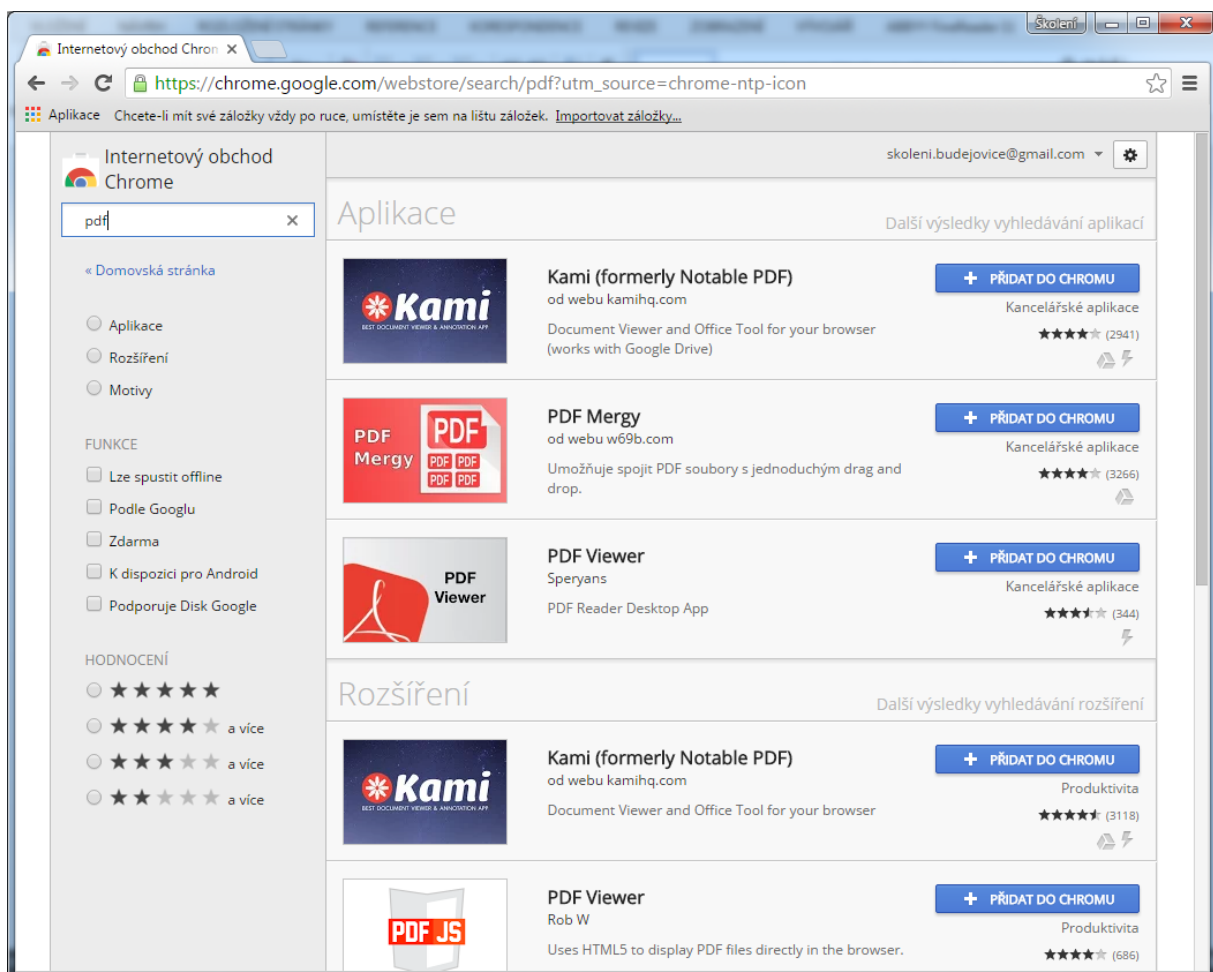 Školení
Internetový obchod Chron
https://chrome.google.com/webstore/search/pdf?utm_source=chrome-ntp-icon
Aplikace Chcete-li mít své záložky vždy po ruce, umístěte je sem na lištu záložek. Importovat záložky...
Internetový obchod
Chrome
skoleni.budejovice@gmail.com
pdf
« Domovská stránka
Aplikace
Rozšíření
Motivy
FUNKCE
Lze spustit offline
Podle Googlu
Zdarma
K dispozici pro Android
Podporuje Disk Google
HODNOCENÍ
a více
a více
a více
Aplikace
Další výsledky vyhledávání aplikací
Kami
BEST DOCUMENT VIEWER & ANNOTATION APP
Kami (formerly Notable PDF)
od webu kamihq.com
Document Viewer and Office Tool for your browser
(works with Google Drive)
PŘIDAT DO CHROMU
Kancelářské aplikace
(2941)
PDF
Mergy
PDF
PDF PDF
PDF PDF
PDF Mergy
od webu w69b.com
Umožňuje spojit PDF soubory s jednoduchým drag and
drop.
PŘIDAT DO CHROMU
Kancelářské aplikace
(3266)
PDF
Viewer
PDF Viewer
Speryans
PDF Reader Desktop App
PŘIDAT DO CHROMU
Kancelářské aplikace
(344)
Rozšíření
Další výsledky vyhledávání rozšíření
Kami
BEST DOCUMENT VIEWER & ANNOTATION APP
Kami (formerly Notable PDF)
od webu kamihq.com
Document Viewer and Office Tool for your browser
PŘIDAT DO CHROMU
Produktivita
(3118)
PDF JS
PDF Viewer
Rob W
Uses HTML5 to display PDF files directly in the browser.
PŘIDAT DO CHROMU
Produktivita
(686)